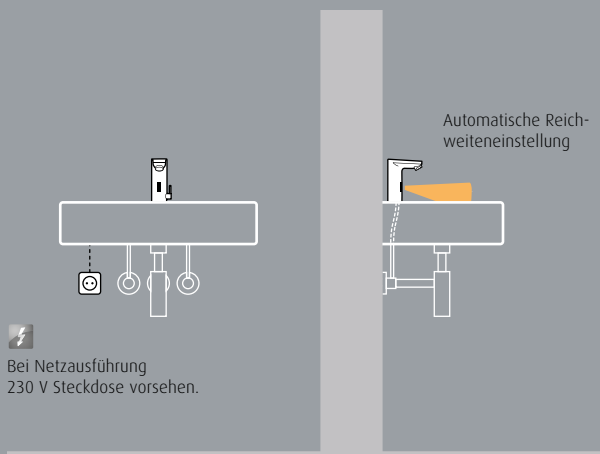 Automatische Reich-
weiteneinstellung
Bei Netzausführung
230 V Steckdose vorsehen.